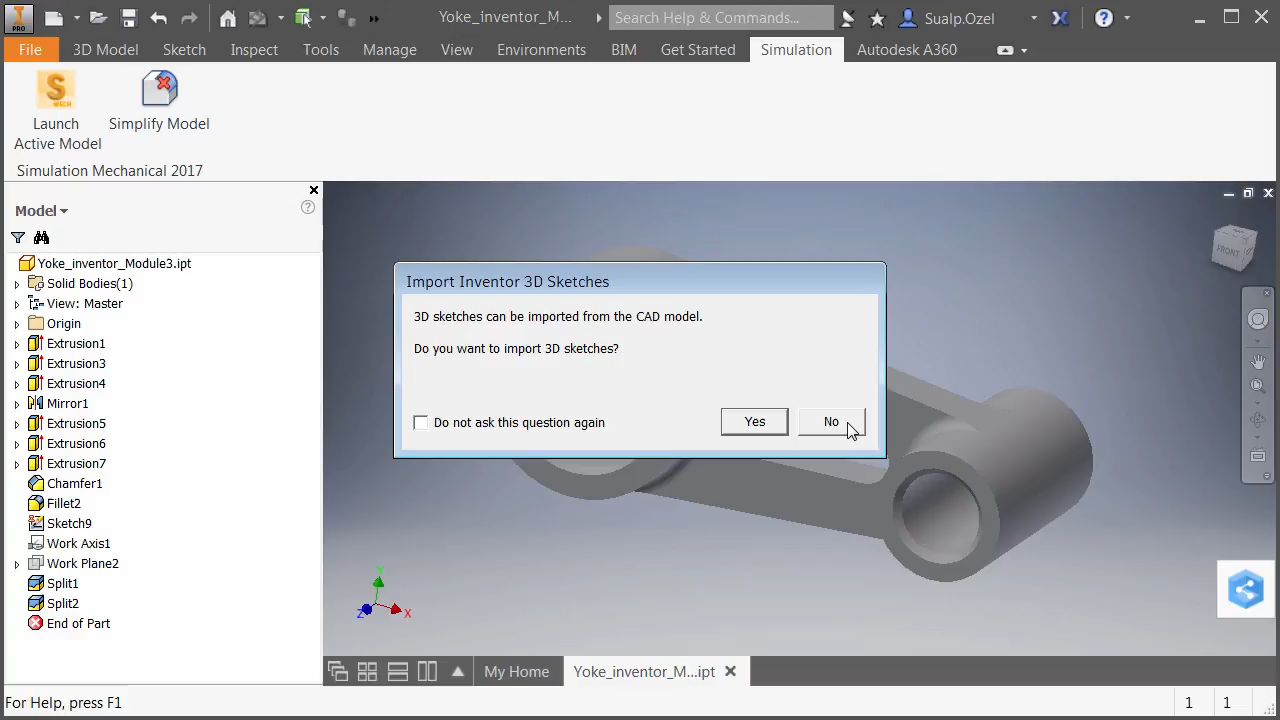 PRO
Yoke_inventor_M...
Search Help & Commands...
Sualp.Ozel
File
3D Model
Sketch
Inspect
Tools
Manage
View
Environments
BIM
Get Started
Simulation
Autodesk A360
S
MECH
Launch
Active Model
Simplify Model
Simulation Mechanical 2017
Model
Yoke_inventor_Module3.ipt
Solid Bodies(1)
View: Master
Origin
Extrusion1
Extrusion3
Extrusion4
Mirror1
Extrusion5
Extrusion6
Extrusion7
Chamfer1
Fillet2
Sketch9
Work Axis1
Work Plane2
Split1
Split2
End of Part
FRONT
Import Inventor 3D Sketches
3D sketches can be imported from the CAD model.
Do you want to import 3D sketches?
Do not ask this question again
Yes
No
Y
Z
X
My Home
Yoke_inventor_M...ipt
For Help, press F1
1
1